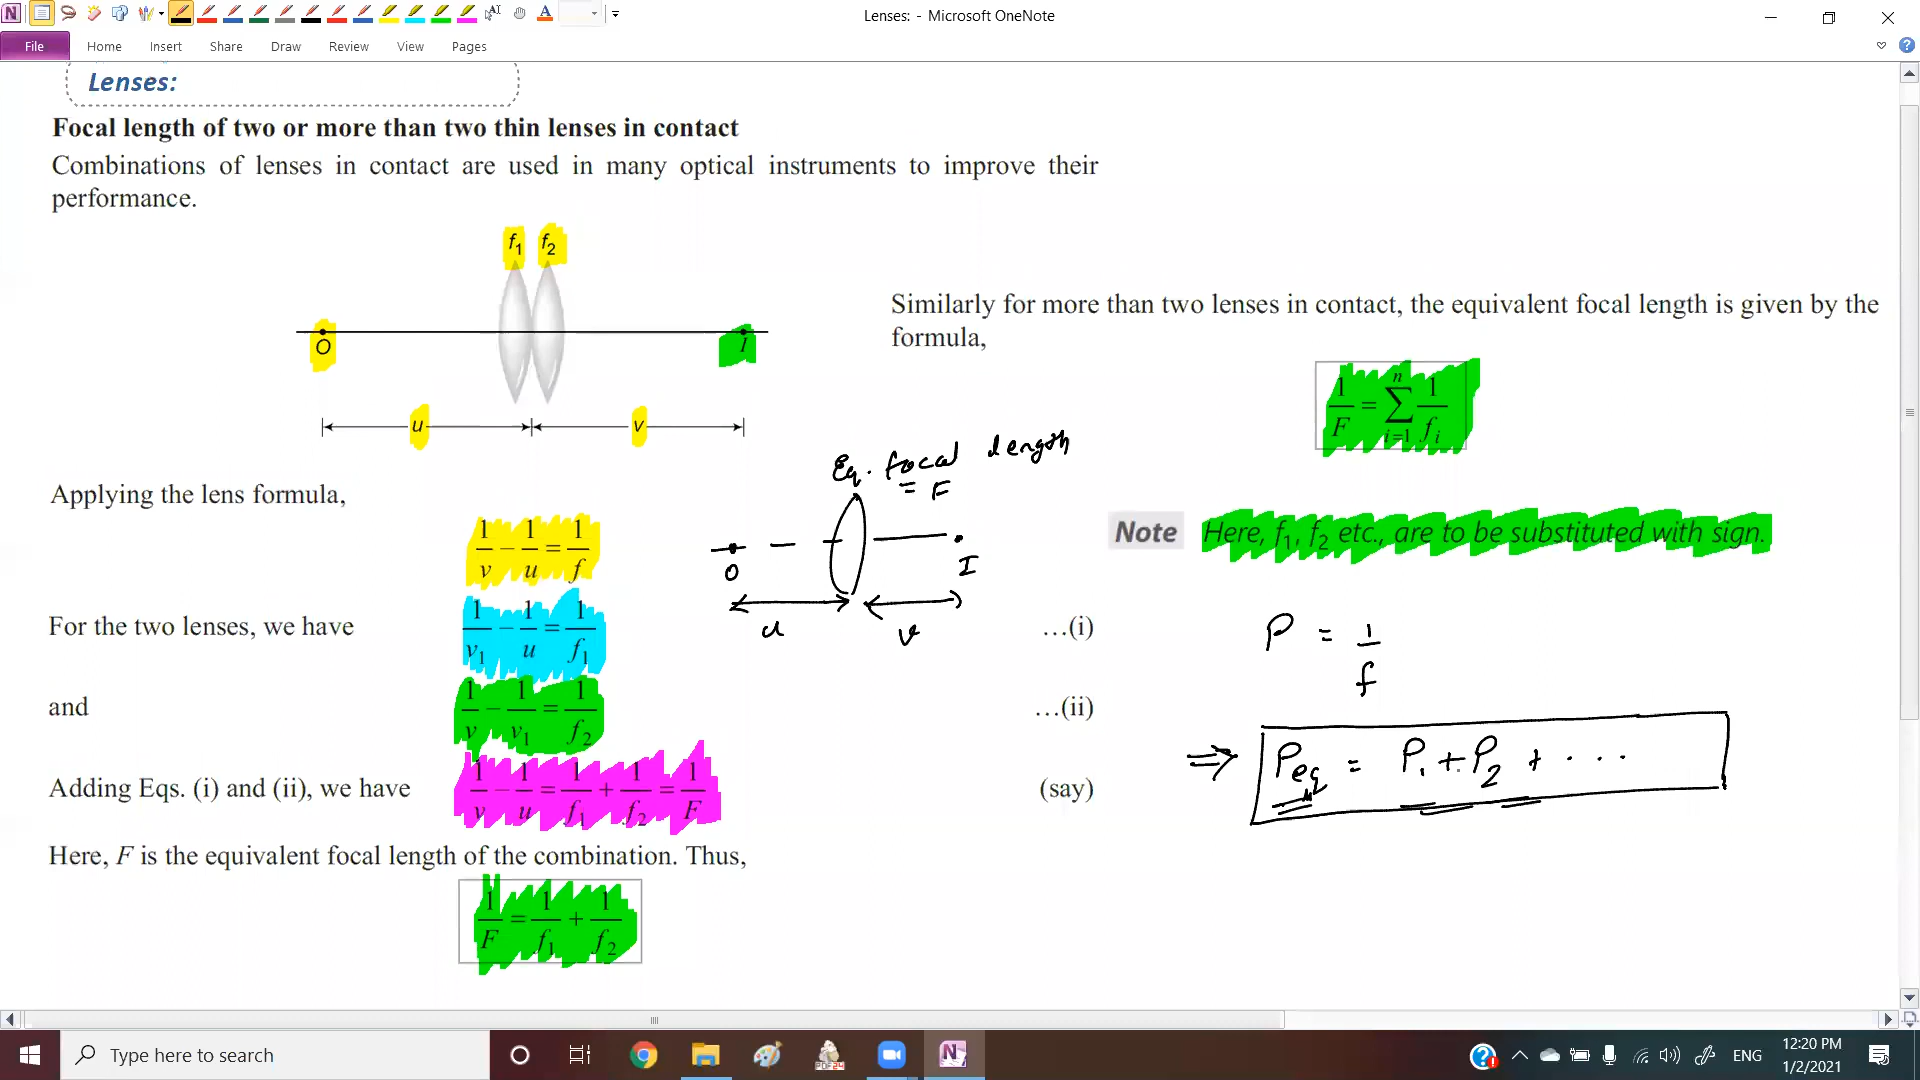 Lenses: - Microsoft OneNote
File Home Insert Share Draw Review View Pages
Lenses:
Focal length of two or more than two thin lenses in contact
Combinations of lenses in contact are used in many optical instruments to improve their
performance.
f₁ f₂
O I
u v
Applying the lens formula,
1/v − 1/u = 1/f
For the two lenses, we have 1/v₁ − 1/u = 1/f₁ …(i)
and 1/v − 1/v₁ = 1/f₂ …(ii)
Adding Eqs. (i) and (ii), we have 1/v − 1/u = 1/f₁ + 1/f₂ = 1/F (say)
Here, F is the equivalent focal length of the combination. Thus,
1/F = 1/f₁ + 1/f₂
Eq. focal length
= F
O I
u v
Similarly for more than two lenses in contact, the equivalent focal length is given by the
formula,
1/F = ∑ⁿᵢ₌₁ 1/fᵢ
Note Here, f₁, f₂ etc., are to be substituted with sign.
P = 1/f
⇒ Peq = P₁ + P₂ + . . .
Type here to search
PDF24
ENG
12:20 PM
1/2/2021